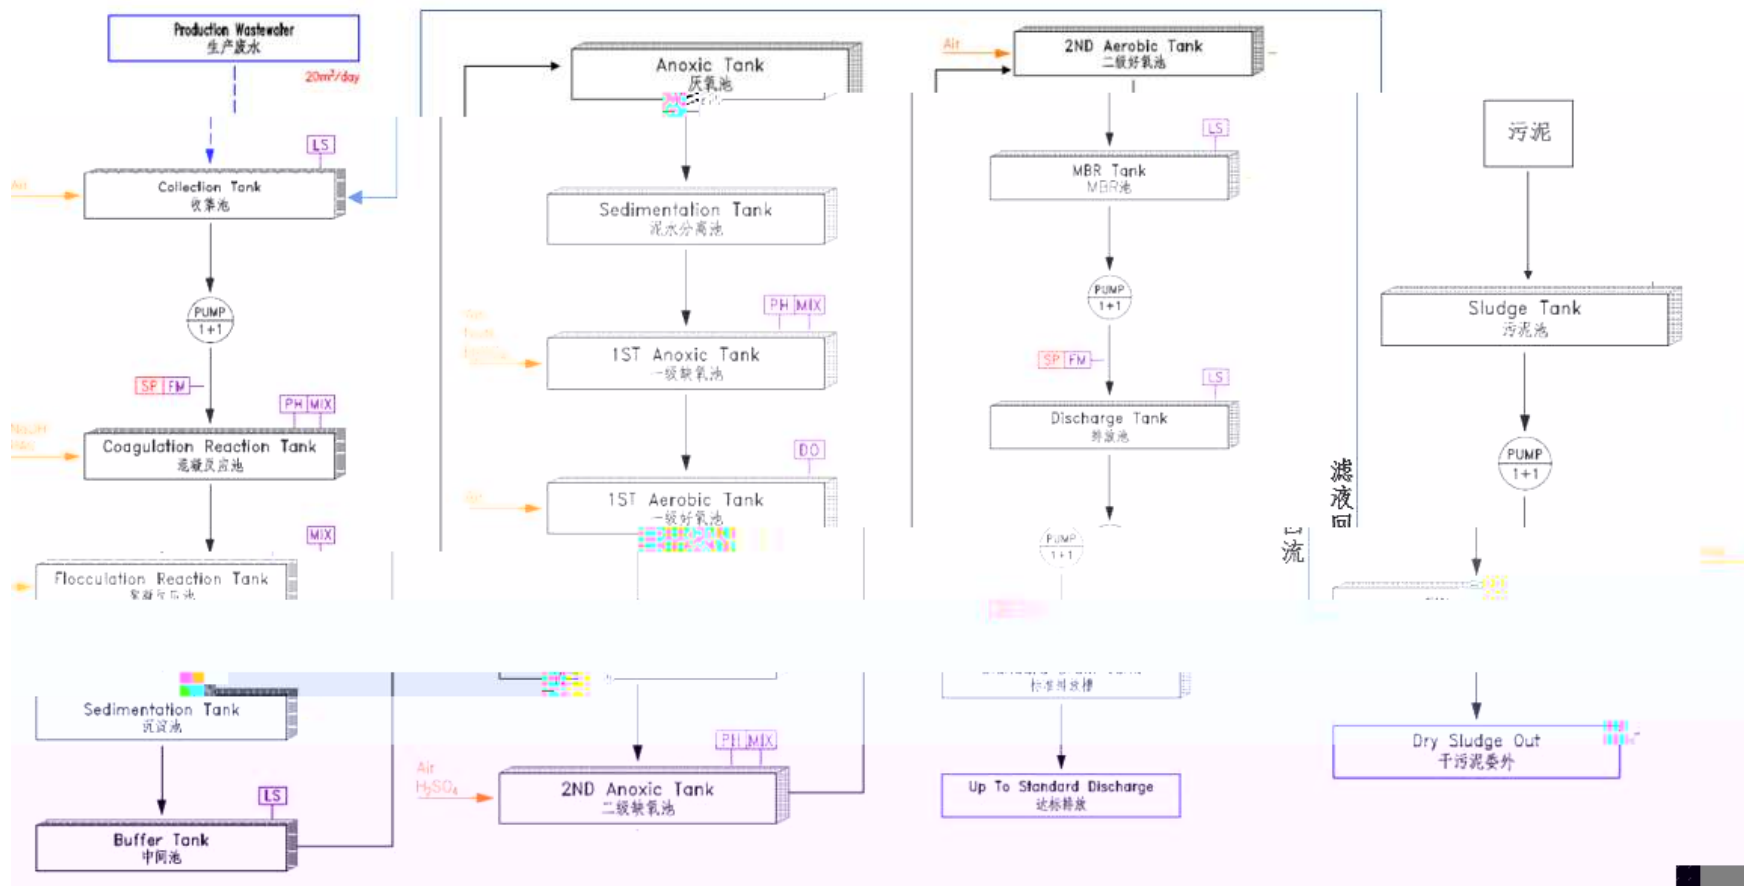 Production Wastewater
生产废水
20m³/day
LS
Air
Collection Tank
收集池
PUMP
1+1
SP FM
PH MIX
Coagulation Reaction Tank
混凝反应池
MIX
Flocculation Reaction Tank
Sedimentation Tank
沉淀池
LS
Buffer Tank
中间池
Anoxic Tank
厌氧池
Sedimentation Tank
泥水分离池
PH MIX
1ST Anoxic Tank
一级缺氧池
DO
Air
1ST Aerobic Tank
一级好氧池
PH MIX
Air
H₂SO₄
2ND Anoxic Tank
二级缺氧池
Air
2ND Aerobic Tank
二级好氧池
LS
MBR Tank
MBR池
PUMP
1+1
SP FM
LS
Discharge Tank
排放池
PUMP
1+1
标准排放槽
Up To Standard Discharge
达标排放
污泥
Sludge Tank
污泥池
PUMP
1+1
滤液回流
Dry Sludge Out
干污泥委外